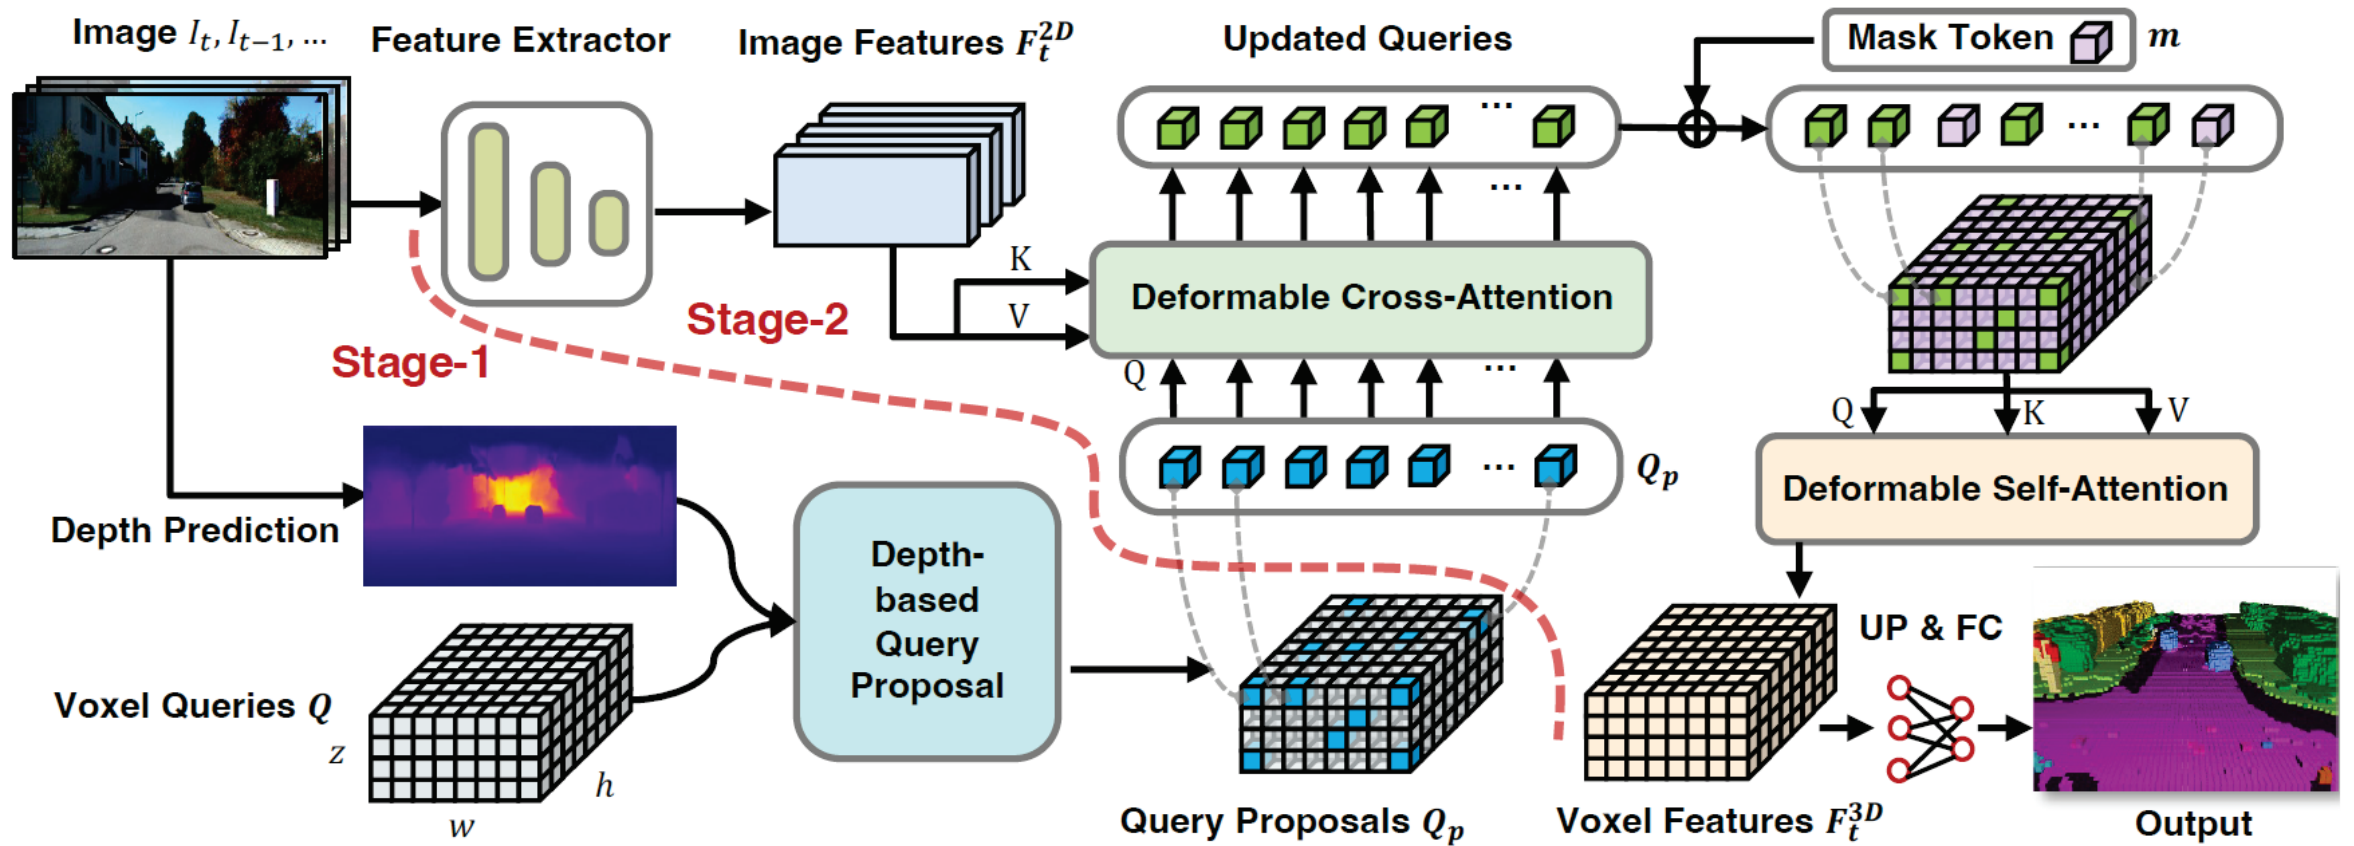 Image I_t, I_{t−1}, ...
Feature Extractor
Image Features F_t^{2D}
Updated Queries
Mask Token
m
...
...
...
K
V
Deformable Cross-Attention
Stage-2
Stage-1
Q
...
...
Q_p
Q
K
V
Deformable Self-Attention
Depth Prediction
Depth-
based
Query
Proposal
UP & FC
Voxel Queries Q
z
h
w
Query Proposals Q_p
Voxel Features F_t^{3D}
Output